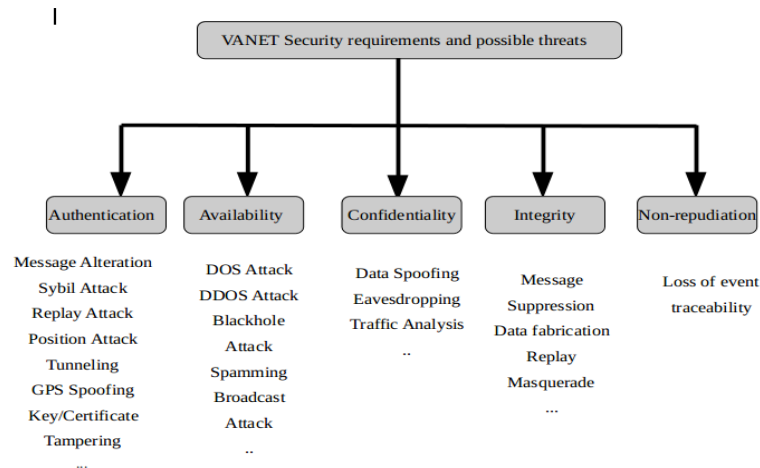 VANET Security requirements and possible threats
Authentication
Availability
Confidentiality
Integrity
Non-repudiation
Message Alteration
Sybil Attack
Replay Attack
Position Attack
Tunneling
GPS Spoofing
Key/Certificate
Tampering
...
DOS Attack
DDOS Attack
Blackhole
Attack
Spamming
Broadcast
Attack
..
Data Spoofing
Eavesdropping
Traffic Analysis
..
Message
Suppression
Data fabrication
Replay
Masquerade
...
Loss of event
traceability